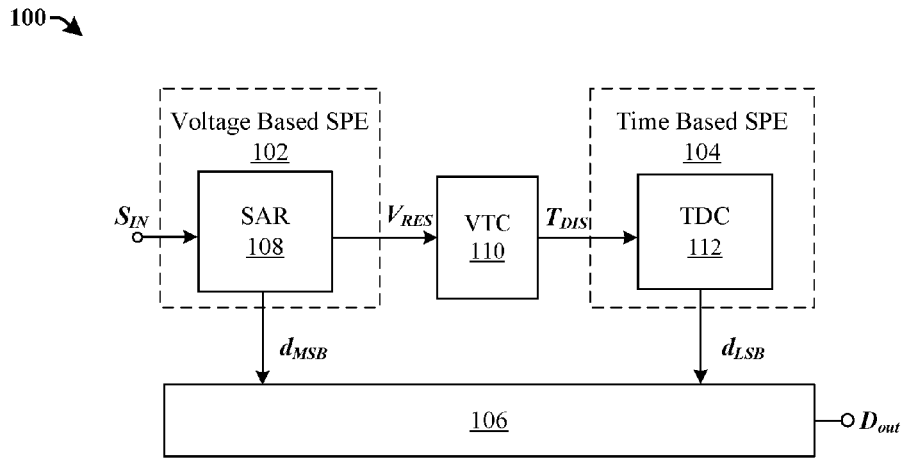 100
Voltage Based SPE
102
Time Based SPE
104
S_IN
SAR
108
V_RES
VTC
110
T_DIS
TDC
112
d_MSB
d_LSB
106
D_out